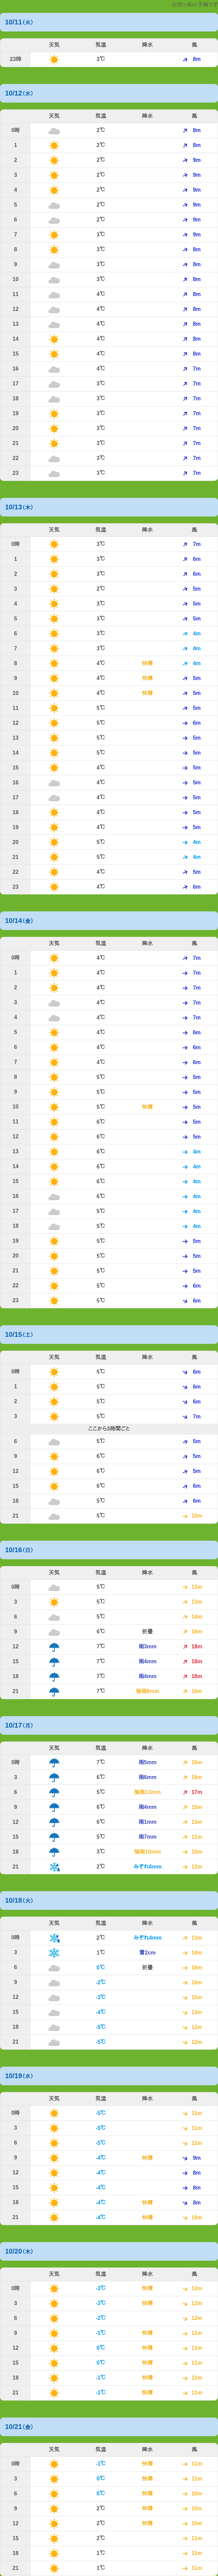 10/11(火)
天気 気温 降水 風
23時 3℃ 8m
10/12(水)
天気 気温 降水 風
0時 2℃ 8m
1 2℃ 8m
2 2℃ 9m
3 2℃ 9m
4 2℃ 9m
5 2℃ 9m
6 2℃ 9m
7 3℃ 9m
8 3℃ 8m
9 3℃ 8m
10 3℃ 8m
11 4℃ 8m
12 4℃ 8m
13 4℃ 8m
14 4℃ 8m
15 4℃ 8m
16 4℃ 7m
17 3℃ 7m
18 3℃ 7m
19 3℃ 7m
20 3℃ 7m
21 3℃ 7m
22 3℃ 7m
23 3℃ 7m
10/13(木)
天気 気温 降水 風
0時 3℃ 7m
1 3℃ 6m
2 3℃ 6m
3 2℃ 5m
4 3℃ 5m
5 3℃ 5m
6 3℃ 4m
7 3℃ 4m
8 4℃ 快晴 4m
9 4℃ 快晴 5m
10 4℃ 快晴 5m
11 5℃ 5m
12 5℃ 6m
13 5℃ 5m
14 5℃ 5m
15 4℃ 5m
16 4℃ 5m
17 4℃ 5m
18 4℃ 5m
19 4℃ 5m
20 5℃ 4m
21 5℃ 4m
22 4℃ 5m
23 4℃ 6m
10/14(金)
天気 気温 降水 風
0時 4℃ 7m
1 4℃ 7m
2 4℃ 7m
3 4℃ 7m
4 4℃ 7m
5 4℃ 6m
6 4℃ 6m
7 4℃ 6m
8 5℃ 5m
9 5℃ 5m
10 5℃ 快晴 5m
11 6℃ 5m
12 6℃ 5m
13 6℃ 4m
14 6℃ 4m
15 6℃ 4m
16 6℃ 4m
17 5℃ 4m
18 5℃ 4m
19 5℃ 5m
20 5℃ 5m
21 5℃ 5m
22 5℃ 6m
23 5℃ 6m
10/15(土)
天気 気温 降水 風
0時 5℃ 6m
1 5℃ 6m
2 5℃ 6m
3 5℃ 7m
ここから3時間ごと
6 5℃ 5m
9 6℃ 5m
12 6℃ 5m
15 6℃ 6m
18 5℃ 6m
21 5℃ 10m
10/16(日)
天気 気温 降水 風
0時 5℃ 13m
3 5℃ 13m
6 5℃ 14m
9 6℃ 折畳 16m
12 7℃ 雨3mm 18m
15 7℃ 雨4mm 18m
18 7℃ 雨4mm 18m
21 7℃ 強雨8mm 16m
10/17(月)
天気 気温 降水 風
0時 7℃ 雨5mm 15m
3 6℃ 雨6mm 16m
6 5℃ 強雨13mm 17m
9 6℃ 雨4mm 15m
12 6℃ 雨1mm 13m
15 5℃ 雨7mm 11m
18 3℃ 強雨10mm 10m
21 2℃ みぞれ6mm 12m
10/18(火)
天気 気温 降水 風
0時 2℃ みぞれ4mm 13m
3 1℃ 雪2cm 14m
6 0℃ 折畳 16m
9 -2℃ 16m
12 -3℃ 15m
15 -4℃ 13m
18 -5℃ 12m
21 -5℃ 12m
10/19(水)
天気 気温 降水 風
0時 -5℃ 11m
3 -5℃ 11m
6 -5℃ 11m
9 -4℃ 快晴 9m
12 -4℃ 8m
15 -4℃ 8m
18 -4℃ 快晴 8m
21 -4℃ 快晴 10m
10/20(木)
天気 気温 降水 風
0時 -3℃ 快晴 12m
3 -3℃ 快晴 12m
6 -2℃ 12m
9 -1℃ 快晴 11m
12 0℃ 快晴 11m
15 0℃ 快晴 11m
18 -1℃ 快晴 11m
21 -1℃ 快晴 11m
10/21(金)
天気 気温 降水 風
0時 -1℃ 快晴 11m
3 0℃ 快晴 11m
6 0℃ 快晴 10m
9 2℃ 快晴 10m
12 2℃ 快晴 10m
15 2℃ 11m
18 1℃ 11m
21 1℃ 11m